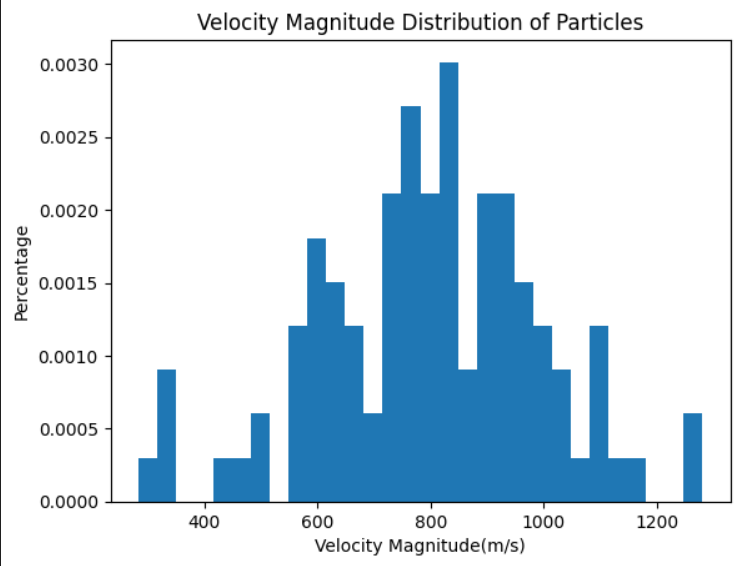 Velocity Magnitude Distribution of Particles
0.0030
0.0025
0.0020
0.0015
0.0010
0.0005
0.0000
Percentage
400 600 800 1000 1200
Velocity Magnitude(m/s)